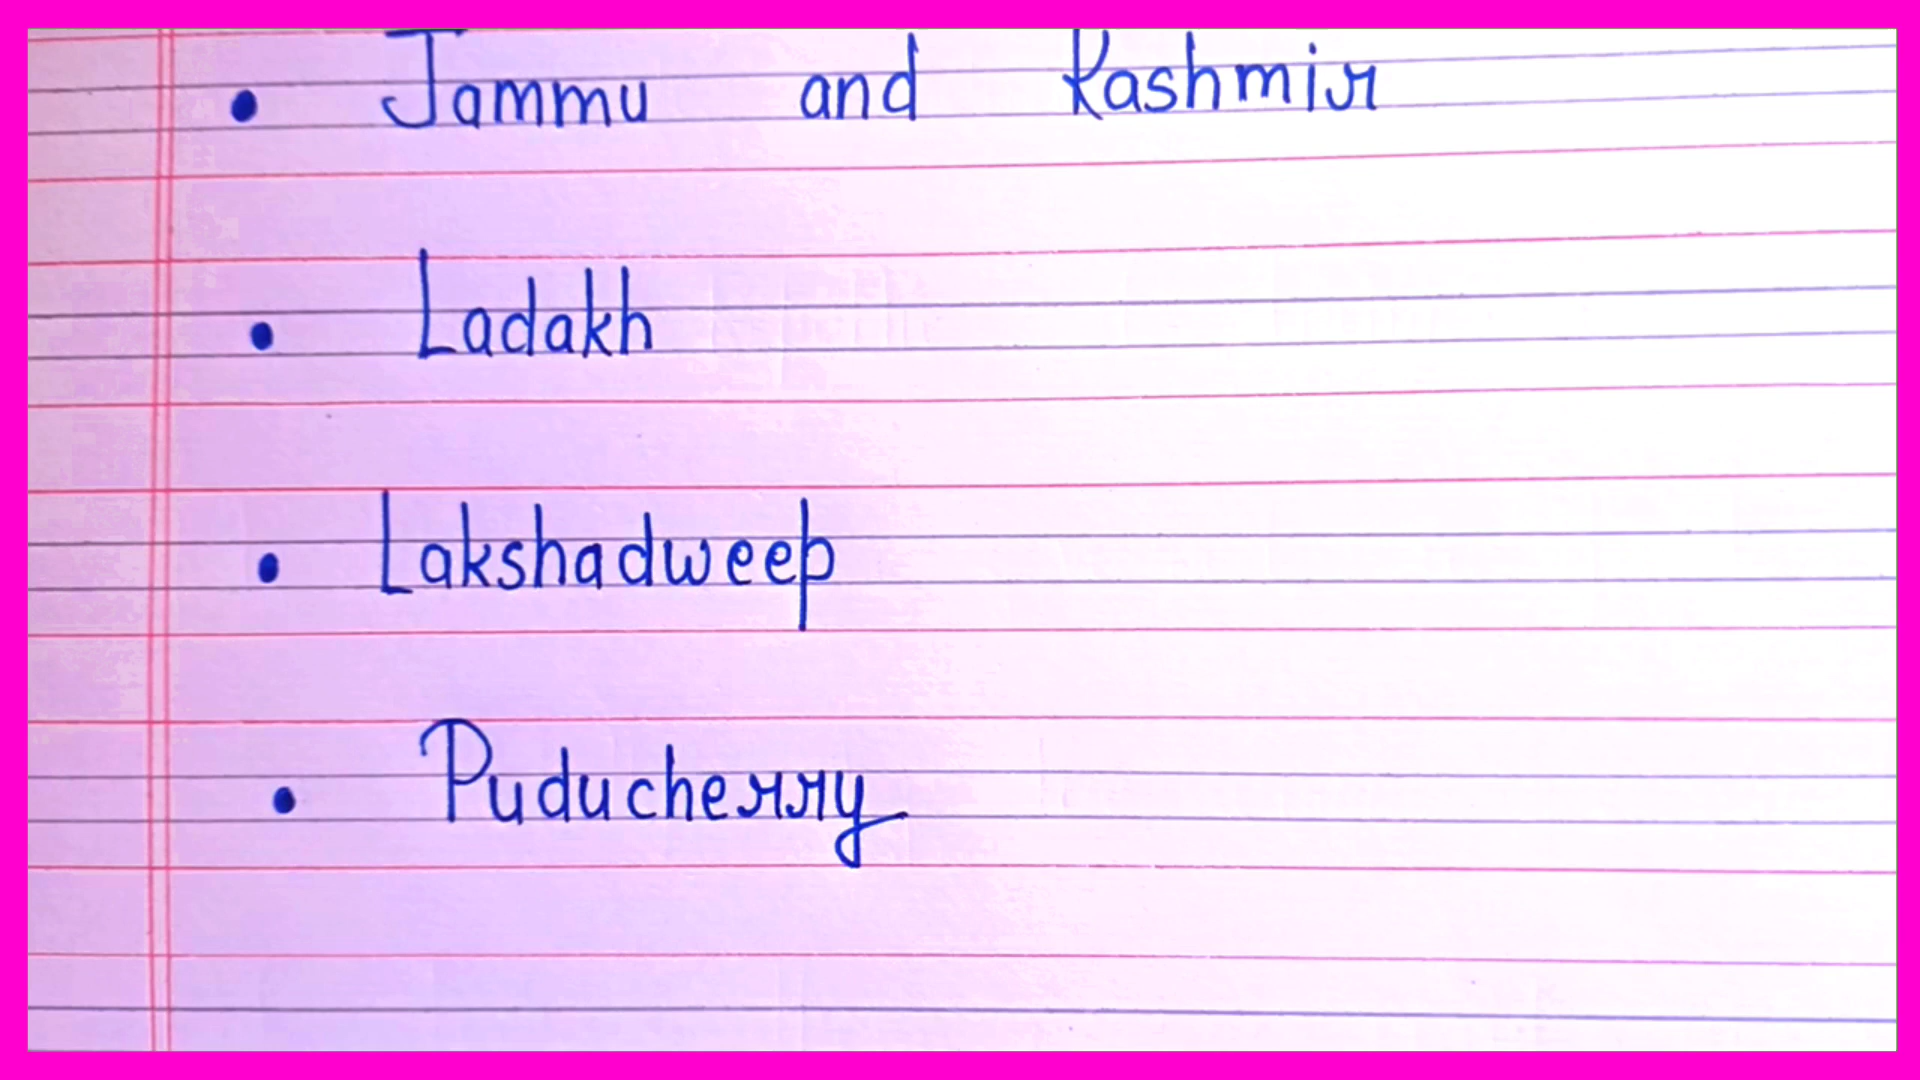 • Jammu and Kashmir
• Ladakh
• Lakshadweep
• Puducherry